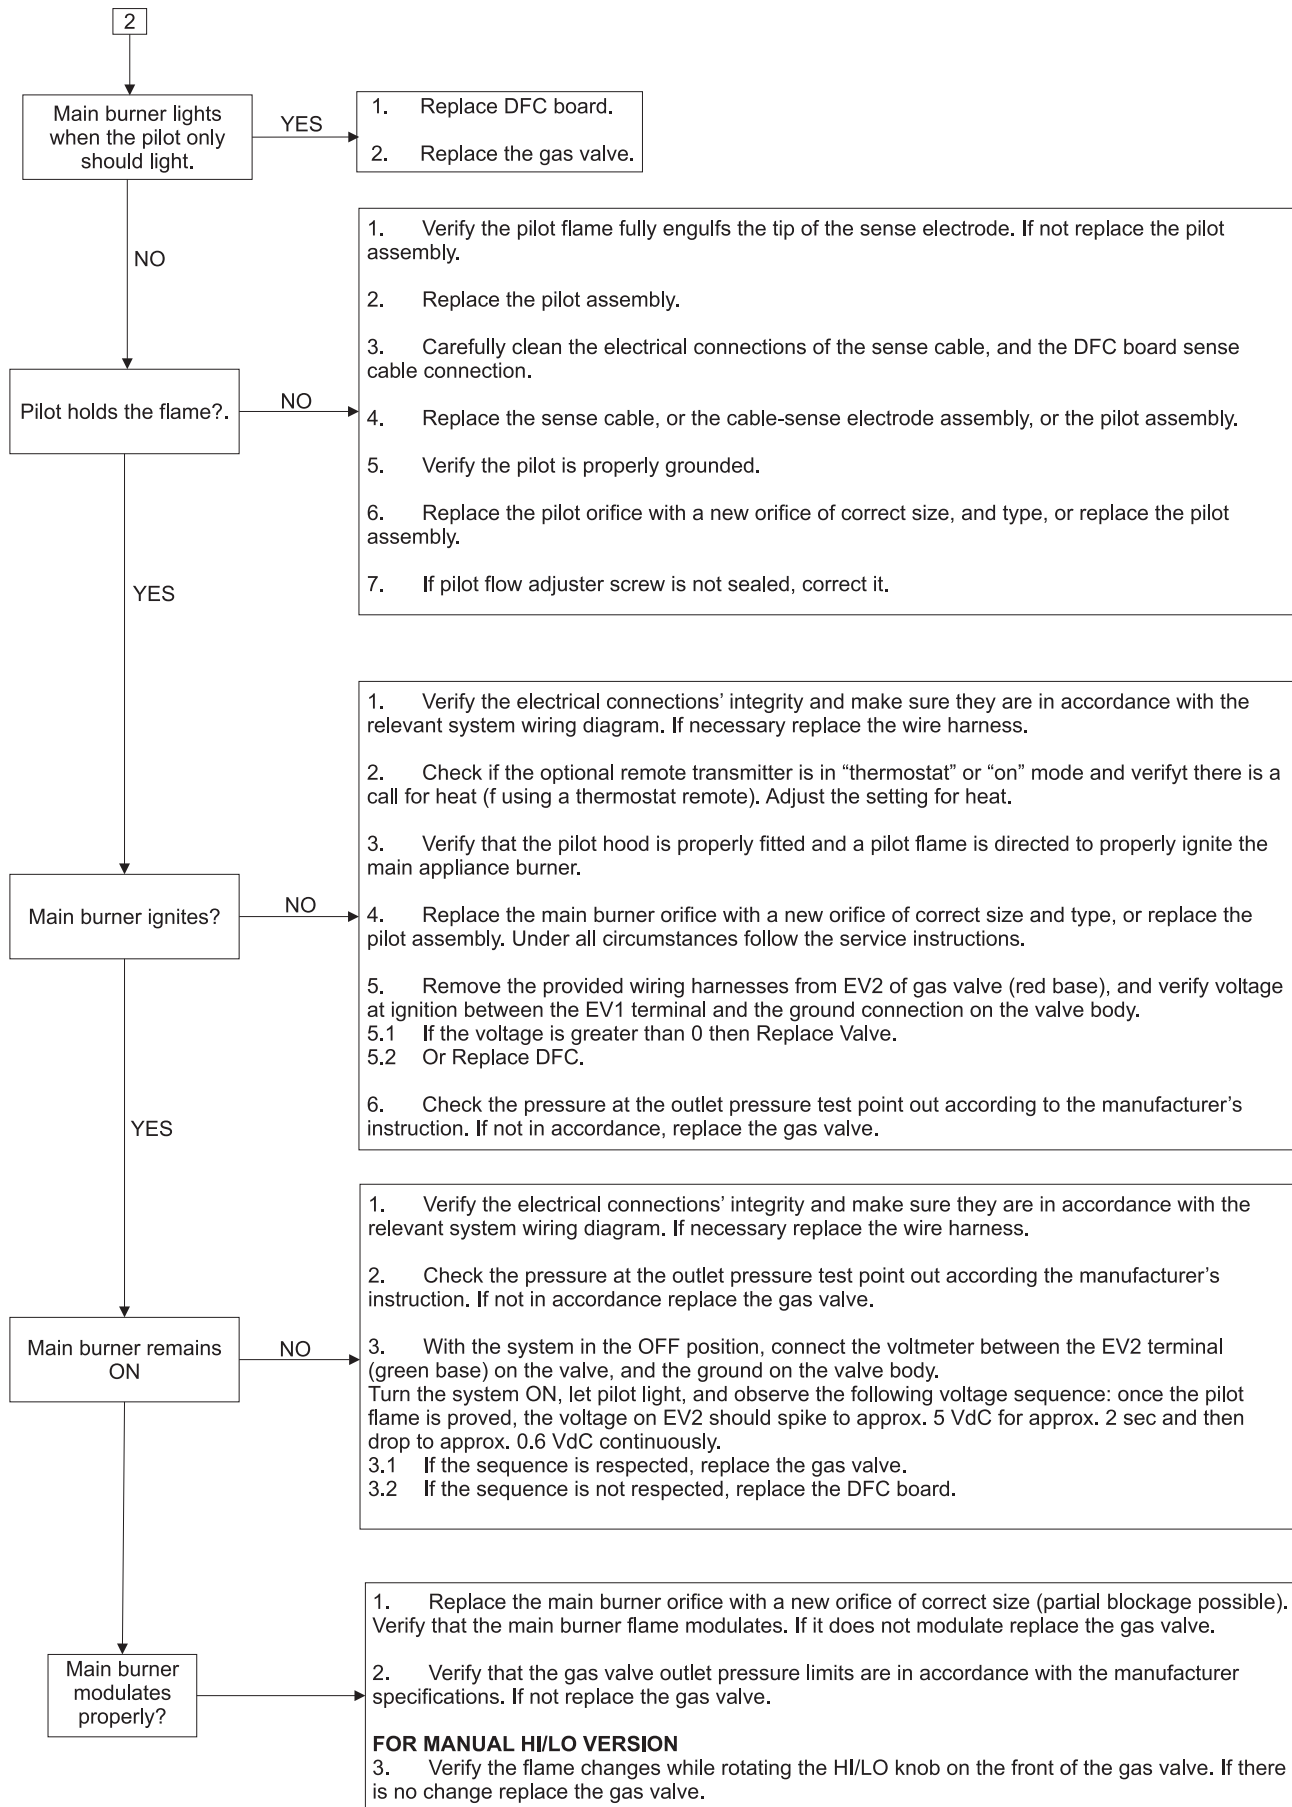 2
Main burner lights
when the pilot only
should light.
YES
1. Replace DFC board.
2. Replace the gas valve.
NO
1. Verify the pilot flame fully engulfs the tip of the sense electrode. If not replace the pilot
assembly.
2. Replace the pilot assembly.
3. Carefully clean the electrical connections of the sense cable, and the DFC board sense
cable connection.
4. Replace the sense cable, or the cable-sense electrode assembly, or the pilot assembly.
5. Verify the pilot is properly grounded.
6. Replace the pilot orifice with a new orifice of correct size, and type, or replace the pilot
assembly.
7. If pilot flow adjuster screw is not sealed, correct it.
Pilot holds the flame?.
NO
YES
1. Verify the electrical connections’ integrity and make sure they are in accordance with the
relevant system wiring diagram. If necessary replace the wire harness.
2. Check if the optional remote transmitter is in “thermostat” or “on” mode and verifyt there is a
call for heat (f using a thermostat remote). Adjust the setting for heat.
3. Verify that the pilot hood is properly fitted and a pilot flame is directed to properly ignite the
main appliance burner.
4. Replace the main burner orifice with a new orifice of correct size and type, or replace the
pilot assembly. Under all circumstances follow the service instructions.
5. Remove the provided wiring harnesses from EV2 of gas valve (red base), and verify voltage
at ignition between the EV1 terminal and the ground connection on the valve body.
5.1 If the voltage is greater than 0 then Replace Valve.
5.2 Or Replace DFC.
6. Check the pressure at the outlet pressure test point out according to the manufacturer’s
instruction. If not in accordance, replace the gas valve.
Main burner ignites?
NO
YES
1. Verify the electrical connections’ integrity and make sure they are in accordance with the
relevant system wiring diagram. If necessary replace the wire harness.
2. Check the pressure at the outlet pressure test point out according the manufacturer’s
instruction. If not in accordance replace the gas valve.
3. With the system in the OFF position, connect the voltmeter between the EV2 terminal
(green base) on the valve, and the ground on the valve body.
Turn the system ON, let pilot light, and observe the following voltage sequence: once the pilot
flame is proved, the voltage on EV2 should spike to approx. 5 VdC for approx. 2 sec and then
drop to approx. 0.6 VdC continuously.
3.1 If the sequence is respected, replace the gas valve.
3.2 If the sequence is not respected, replace the DFC board.
Main burner remains
ON
NO
1. Replace the main burner orifice with a new orifice of correct size (partial blockage possible).
Verify that the main burner flame modulates. If it does not modulate replace the gas valve.
2. Verify that the gas valve outlet pressure limits are in accordance with the manufacturer
specifications. If not replace the gas valve.
FOR MANUAL HI/LO VERSION
3. Verify the flame changes while rotating the HI/LO knob on the front of the gas valve. If there
is no change replace the gas valve.
Main burner
modulates
properly?